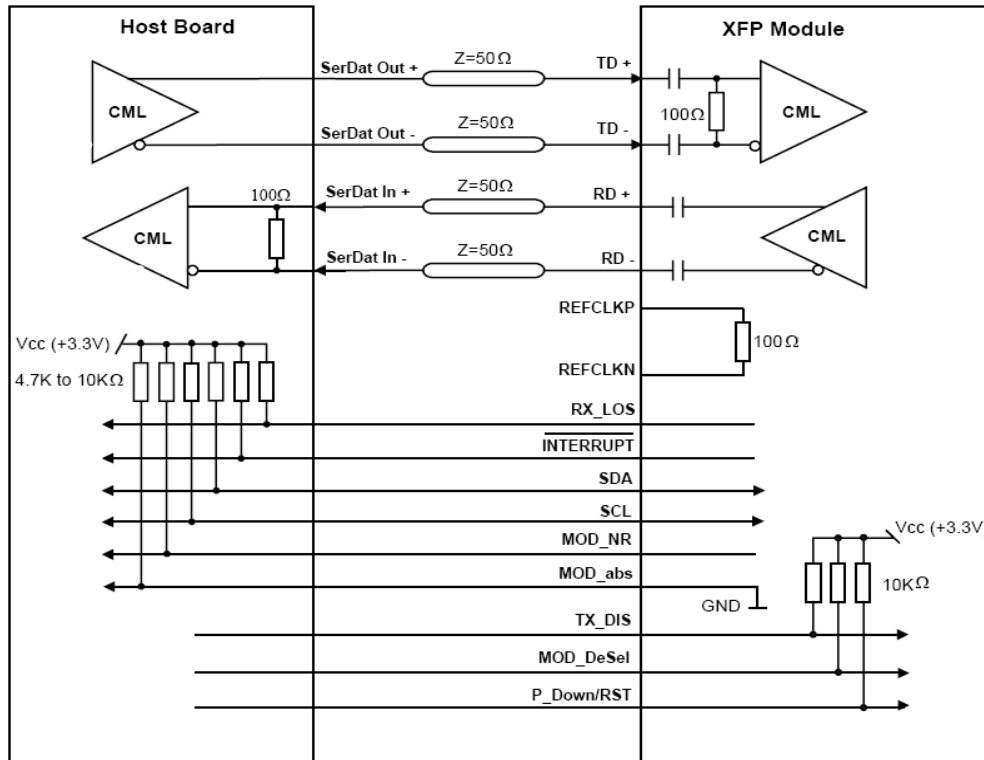 Host Board
XFP Module
SerDat Out +
Z=50Ω
TD +
CML
100Ω
CML
SerDat Out -
Z=50Ω
TD -
100Ω
SerDat In +
Z=50Ω
RD +
CML
CML
SerDat In -
Z=50Ω
RD -
REFCLKP
Vcc (+3.3V)
100Ω
4.7K to 10KΩ
REFCLKN
RX_LOS
INTERRUPT
SDA
SCL
Vcc (+3.3V)
MOD_NR
MOD_abs
10KΩ
GND
TX_DIS
MOD_DeSel
P_Down/RST